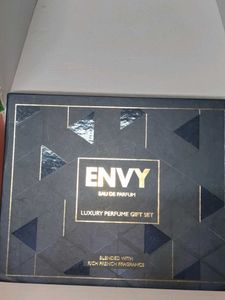 ENVY
EAU DE PARFUM
LUXURY PERFUME GIFT SET
BLENDED WITH
RICH FRENCH FRAGRANCE